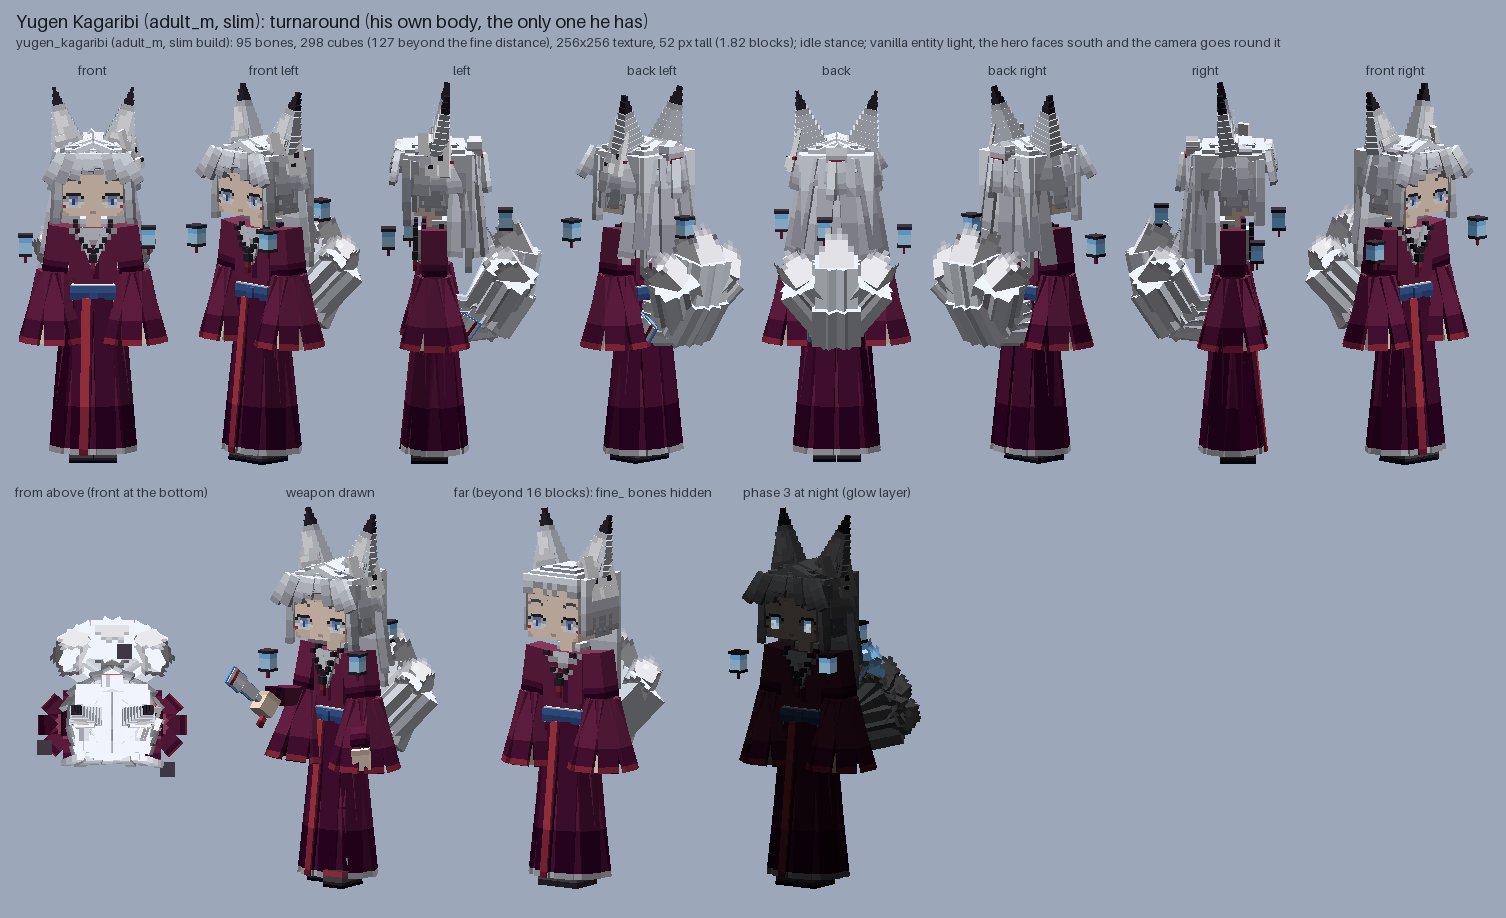 Yugen Kagaribi (adult_m, slim): turnaround (his own body, the only one he has)
yugen_kagaribi (adult_m, slim build): 95 bones, 298 cubes (127 beyond the fine distance), 256x256 texture, 52 px tall (1.82 blocks); idle stance; vanilla entity light, the hero faces south and the camera goes round it
front
front left
left
back left
back
back right
right
front right
from above (front at the bottom)
weapon drawn
far (beyond 16 blocks): fine_ bones hidden
phase 3 at night (glow layer)